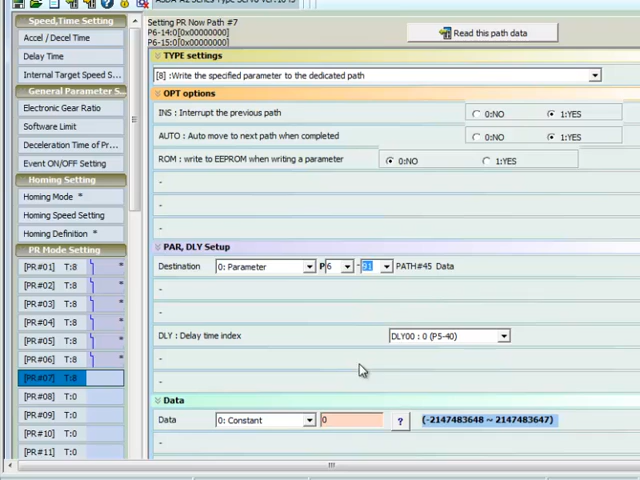 Speed,Time Setting
Accel / Decel Time
Delay Time
Internal Target Speed S...
General Parameter S...
Electronic Gear Ratio
Software Limit
Deceleration Time of Pr...
Event ON/OFF Setting
Homing Setting
Homing Mode *
Homing Speed Setting
Homing Definition *
PR Mode Setting
[PR#01] T:8 *
[PR#02] T:8 *
[PR#03] T:8 *
[PR#04] T:8 *
[PR#05] T:8 *
[PR#06] T:8 *
[PR#07] T:8
[PR#08] T:0
[PR#09] T:0
[PR#10] T:0
[PR#11] T:0
Setting PR Now Path #7
P6-14:0[0x00000000]
P6-15:0[0x00000000]
Read this path data
TYPE settings
[8] :Write the specified parameter to the dedicated path
OPT options
INS : Interrupt the previous path 0:NO 1:YES
AUTO : Auto move to next path when completed 0:NO 1:YES
ROM : write to EEPROM when writing a parameter 0:NO 1:YES
-
-
-
PAR, DLY Setup
Destination 0: Parameter P 6 - 91 PATH#45 Data
-
-
DLY : Delay time index DLY00 : 0 (P5-40)
-
-
Data
Data 0: Constant 0 ? (-2147483648 ~ 2147483647)
-